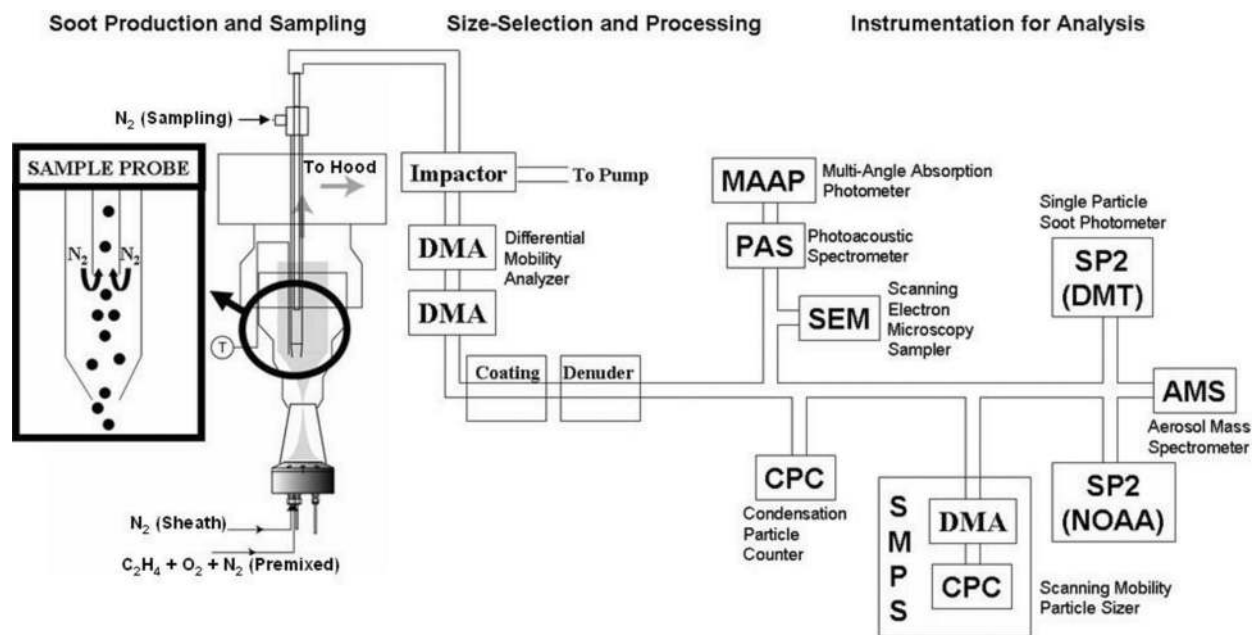 Soot Production and Sampling
Size-Selection and Processing
Instrumentation for Analysis
N2 (Sampling)
SAMPLE PROBE
N2
N2
To Hood
T
N2 (Sheath)
C2H4 + O2 + N2 (Premixed)
Impactor
To Pump
DMA
Differential
Mobility
Analyzer
DMA
Coating
Denuder
MAAP
Multi-Angle Absorption
Photometer
PAS
Photoacoustic
Spectrometer
SEM
Scanning
Electron
Microscopy
Sampler
CPC
Condensation
Particle
Counter
Single Particle
Soot Photometer
SP2
(DMT)
AMS
Aerosol Mass
Spectrometer
SP2
(NOAA)
SMPS
DMA
CPC
Scanning Mobility
Particle Sizer